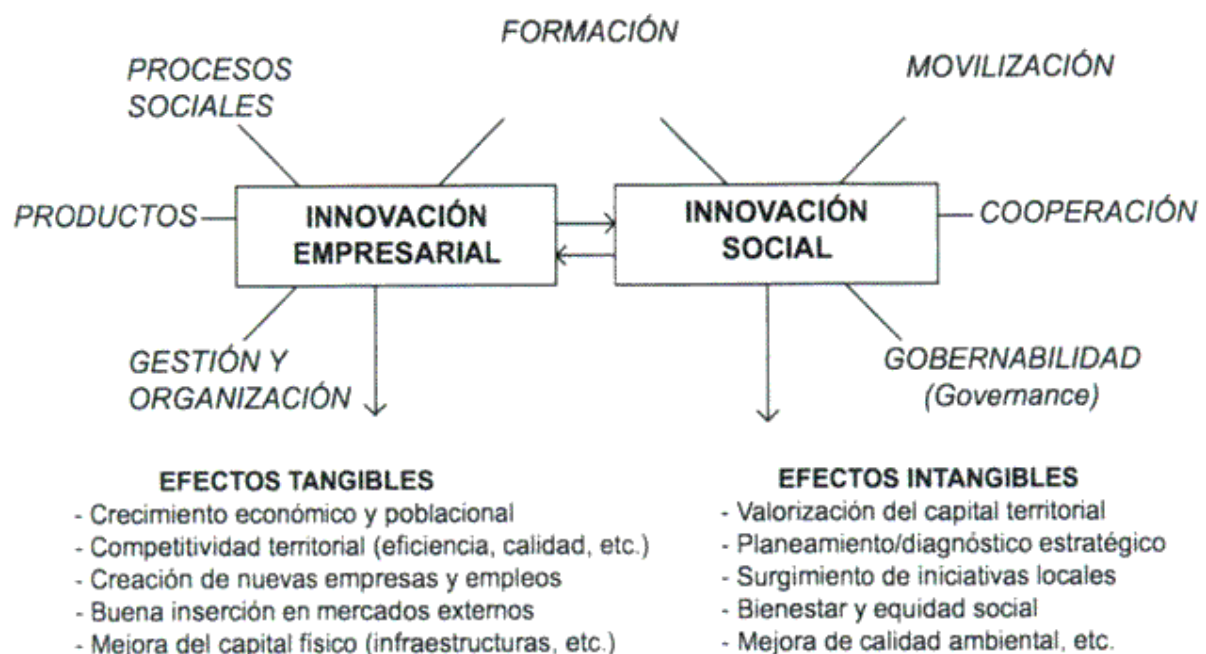 FORMACIÓN
PROCESOS
SOCIALES
MOVILIZACIÓN
PRODUCTOS
INNOVACIÓN
EMPRESARIAL
INNOVACIÓN
SOCIAL
COOPERACIÓN
GESTIÓN Y
ORGANIZACIÓN
GOBERNABILIDAD
(Governance)
EFECTOS TANGIBLES
- Crecimiento económico y poblacional
- Competitividad territorial (eficiencia, calidad, etc.)
- Creación de nuevas empresas y empleos
- Buena inserción en mercados externos
- Mejora del capital físico (infraestructuras, etc.)
EFECTOS INTANGIBLES
- Valorización del capital territorial
- Planeamiento/diagnóstico estratégico
- Surgimiento de iniciativas locales
- Bienestar y equidad social
- Mejora de calidad ambiental, etc.